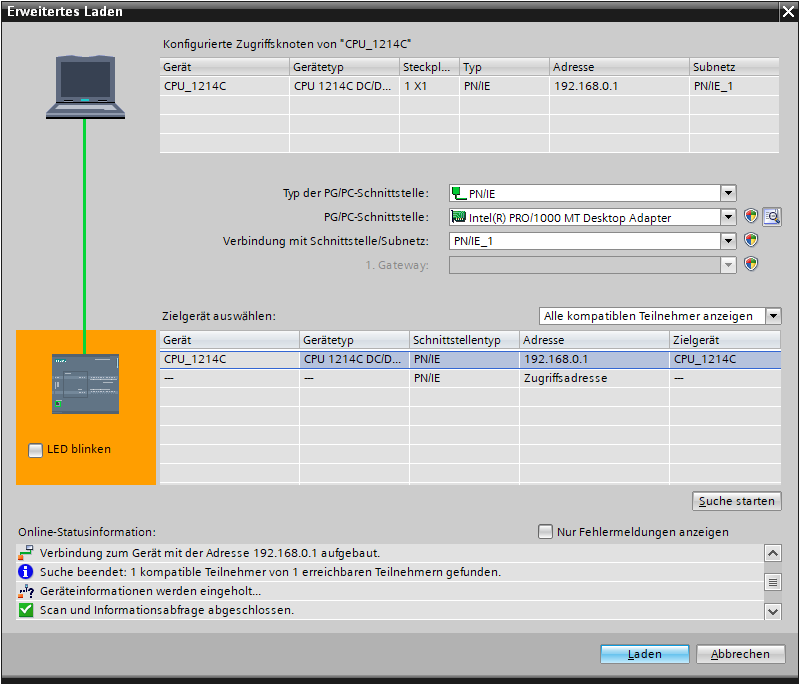 Erweitertes Laden
Konfigurierte Zugriffsknoten von "CPU_1214C"
Gerät Gerätetyp Steckpl... Typ Adresse Subnetz
CPU_1214C CPU 1214C DC/D... 1 X1 PN/IE 192.168.0.1 PN/IE_1
Typ der PG/PC-Schnittstelle: PN/IE
PG/PC-Schnittstelle: Intel(R) PRO/1000 MT Desktop Adapter
Verbindung mit Schnittstelle/Subnetz: PN/IE_1
1. Gateway:
Zielgerät auswählen: Alle kompatiblen Teilnehmer anzeigen
Gerät Gerätetyp Schnittstellentyp Adresse Zielgerät
CPU_1214C CPU 1214C DC/D... PN/IE 192.168.0.1 CPU_1214C
— — PN/IE Zugriffsadresse —
LED blinken
Suche starten
Online-Statusinformation: Nur Fehlermeldungen anzeigen
Verbindung zum Gerät mit der Adresse 192.168.0.1 aufgebaut.
Suche beendet: 1 kompatible Teilnehmer von 1 erreichbaren Teilnehmern gefunden.
Geräteinformationen werden eingeholt...
Scan und Informationsabfrage abgeschlossen.
Laden Abbrechen